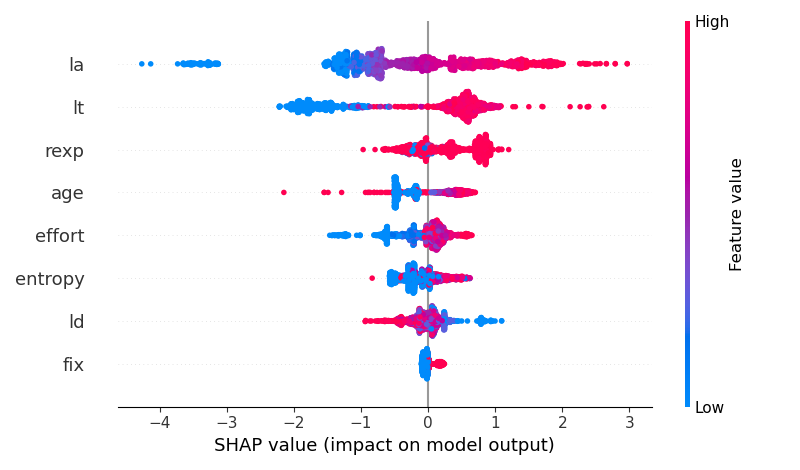 High
la
lt
rexp
age
effort
entropy
ld
fix
Feature value
Low
−4 −3 −2 −1 0 1 2 3
SHAP value (impact on model output)